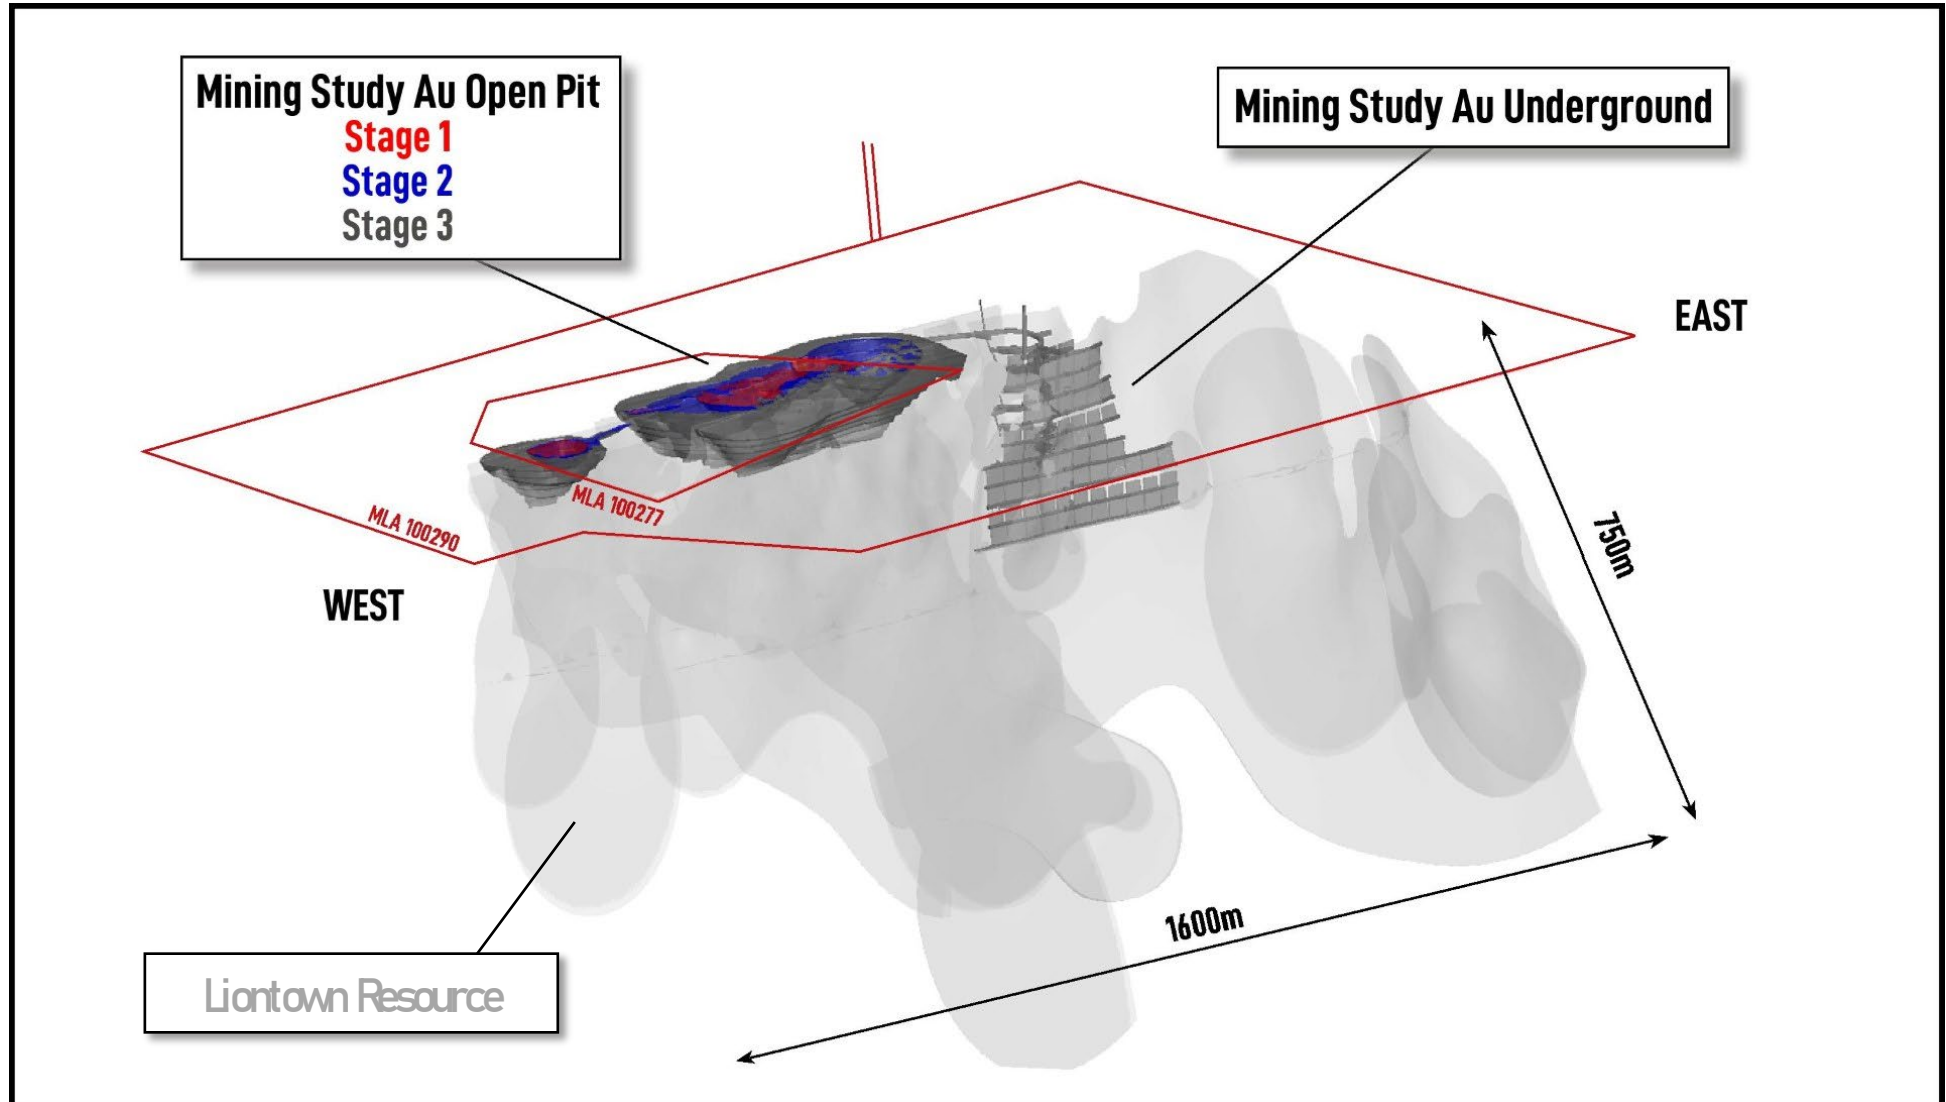 Mining Study Au Open Pit
Stage 1
Stage 2
Stage 3
Mining Study Au Underground
EAST
MLA 100277
MLA 100290
750m
WEST
1600m
Liontown Resource